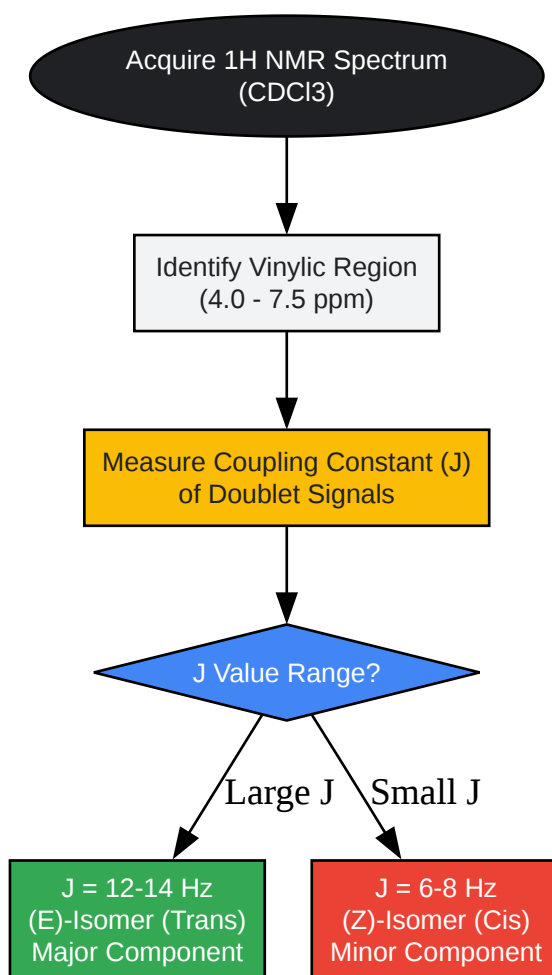 Acquire 1H NMR Spectrum
(CDCl3)
Identify Vinylic Region
(4.0 - 7.5 ppm)
Measure Coupling Constant (J)
of Doublet Signals
J Value Range?
Large J
Small J
J = 12-14 Hz
(E)-Isomer (Trans)
Major Component
J = 6-8 Hz
(Z)-Isomer (Cis)
Minor Component